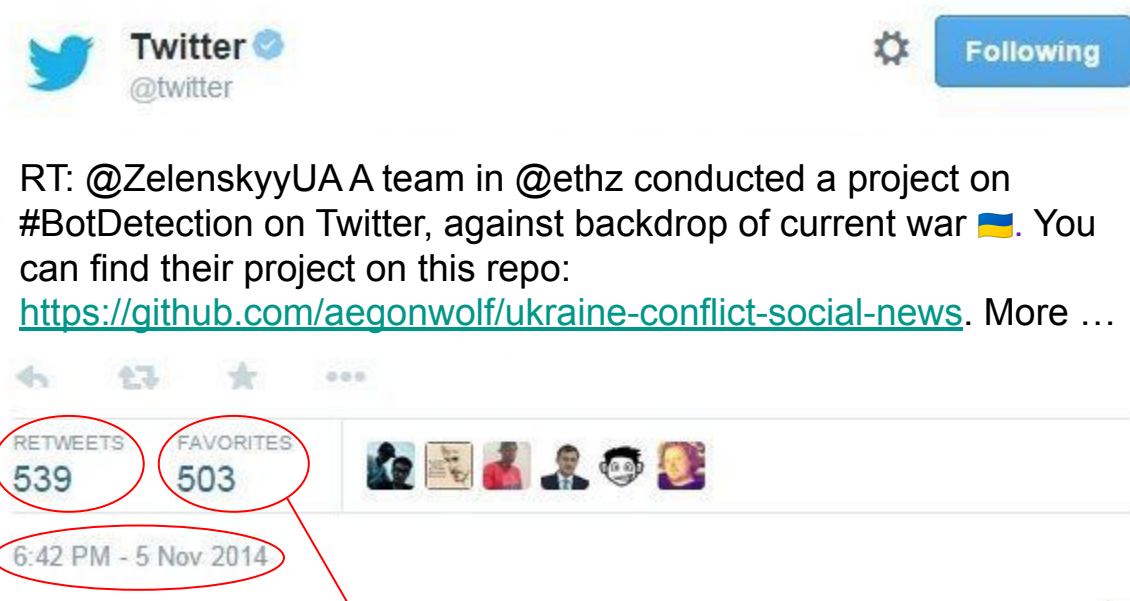 Twitter
@twitter
Following
RT: @ZelenskyyUA A team in @ethz conducted a project on
#BotDetection on Twitter, against backdrop of current war 🇺🇦. You
can find their project on this repo:
https://github.com/aegonwolf/ukraine-conflict-social-news. More …
RETWEETS FAVORITES
539 503
6:42 PM - 5 Nov 2014